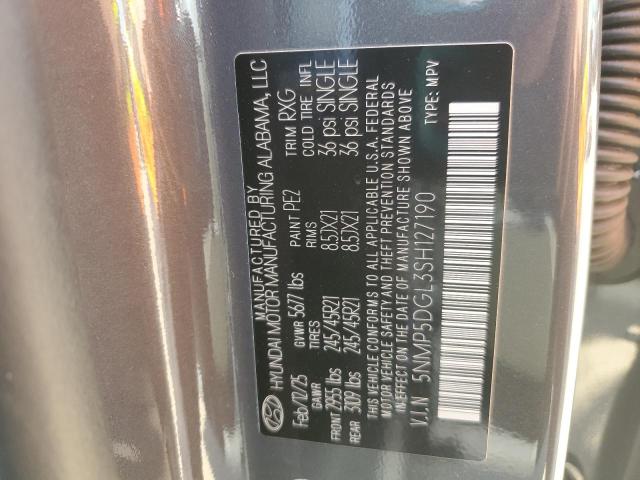 MANUFACTURED BY
HYUNDAI MOTOR MANUFACTURING ALABAMA, LLC
Feb/10/25 PAINT PE2 TRIM RXG
GVWR 5677 lbs
GAWR TIRES RIMS COLD TIRE INFL
FRONT 2955 lbs 245/45R21 8.5JX21 36 psi SINGLE
REAR 3109 lbs 245/45R21 8.5JX21 36 psi SINGLE
THIS VEHICLE CONFORMS TO ALL APPLICABLE U.S.A. FEDERAL
MOTOR VEHICLE SAFETY AND THEFT PREVENTION STANDARDS
IN EFFECT ON THE DATE OF MANUFACTURE SHOWN ABOVE
V.I.N 5NMP5DGL3SH127190 TYPE: MPV